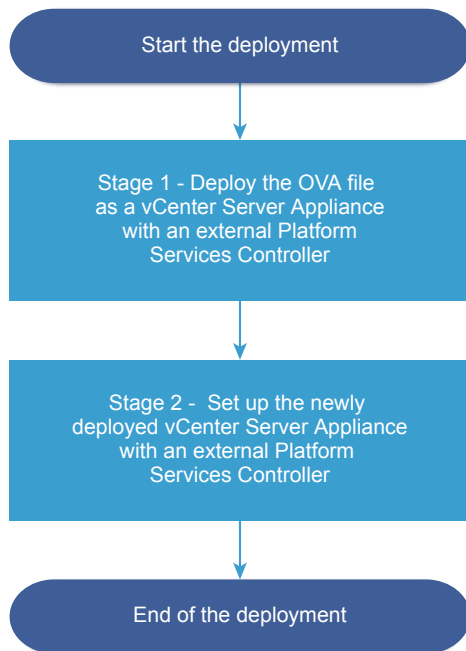 Start the deployment
Stage 1 - Deploy the OVA file
as a vCenter Server Appliance
with an external Platform
Services Controller
Stage 2 -  Set up the newly
deployed vCenter Server Appliance
with an external Platform
Services Controller
End of the deployment